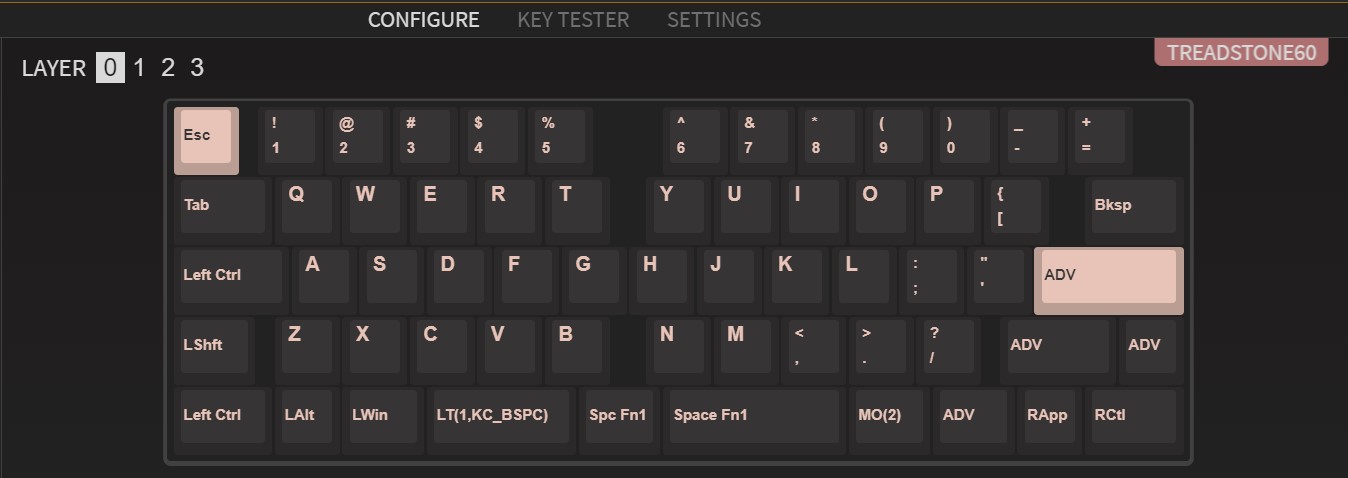 CONFIGURE KEY TESTER SETTINGS
TREADSTONE60
LAYER 0 1 2 3
Esc ! 1 @ 2 # 3 $ 4 % 5 ^ 6 & 7 * 8 ( 9 ) 0 _ - + =
Tab Q W E R T Y U I O P { [ Bksp
Left Ctrl A S D F G H J K L : ; " ' ADV
LShft Z X C V B N M < , > . ? / ADV ADV
Left Ctrl LAlt LWin LT(1,KC_BSPC) Spc Fn1 Space Fn1 MO(2) ADV RApp RCtl